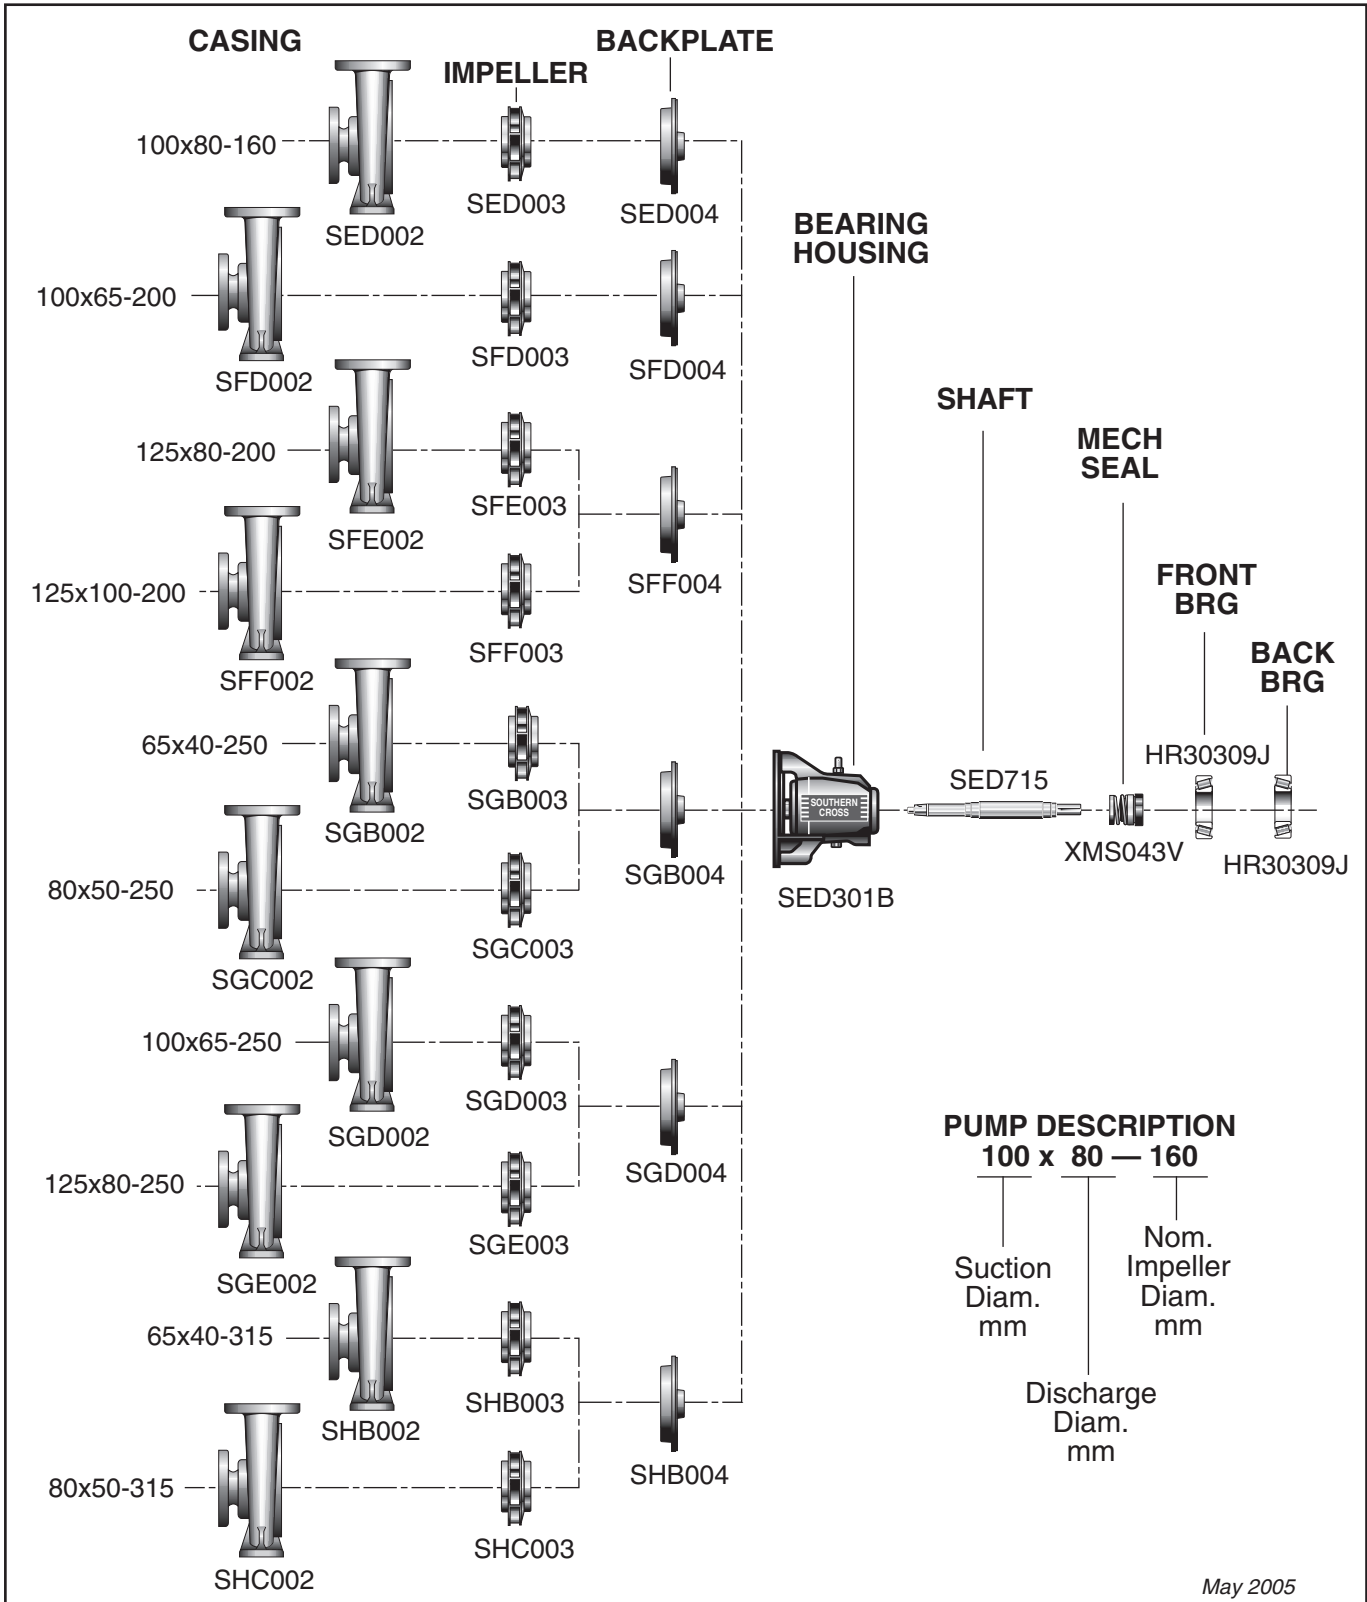 CASING
BACKPLATE
IMPELLER
100x80-160
SED002
SED003
SED004
100x65-200
SFD002
SFD003
SFD004
125x80-200
SFE002
SFE003
125x100-200
SFF002
SFF003
SFF004
65x40-250
SGB002
SGB003
80x50-250
SGC002
SGC003
SGB004
100x65-250
SGD002
SGD003
125x80-250
SGE002
SGE003
SGD004
65x40-315
SHB002
SHB003
80x50-315
SHC002
SHC003
SHB004
BEARING
HOUSING
SOUTHERN
CROSS
SED301B
SHAFT
SED715
MECH
SEAL
XMS043V
FRONT
BRG
HR30309J
BACK
BRG
HR30309J
PUMP DESCRIPTION
100 x 80 — 160
Suction
Diam.
mm
Discharge
Diam.
mm
Nom.
Impeller
Diam.
mm
May 2005